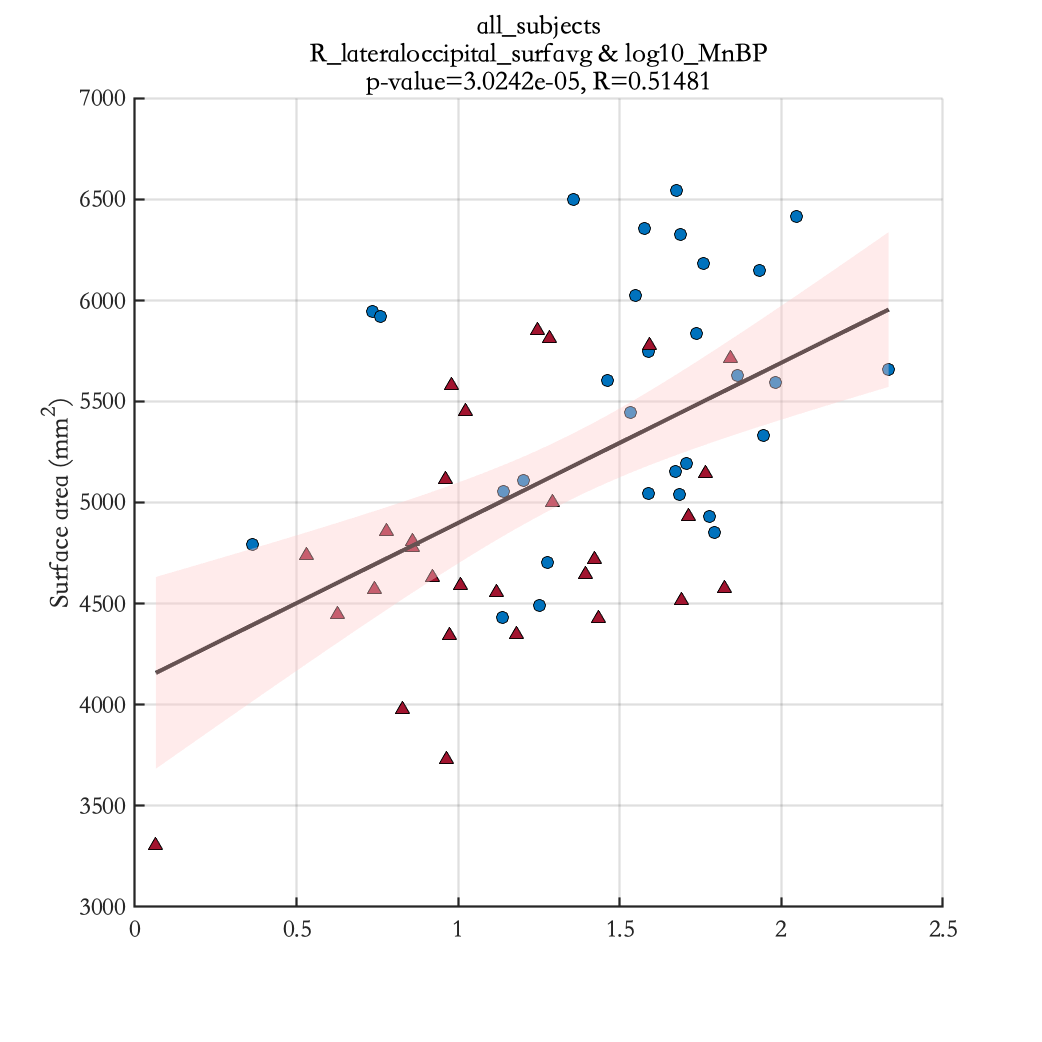 all_subjects
R_lateraloccipital_surfavg & log10_MnBP
p-value=3.0242e-05, R=0.51481
7000
6500
6000
5500
5000
4500
4000
3500
3000
Surface area (mm²)
0 0.5 1 1.5 2 2.5